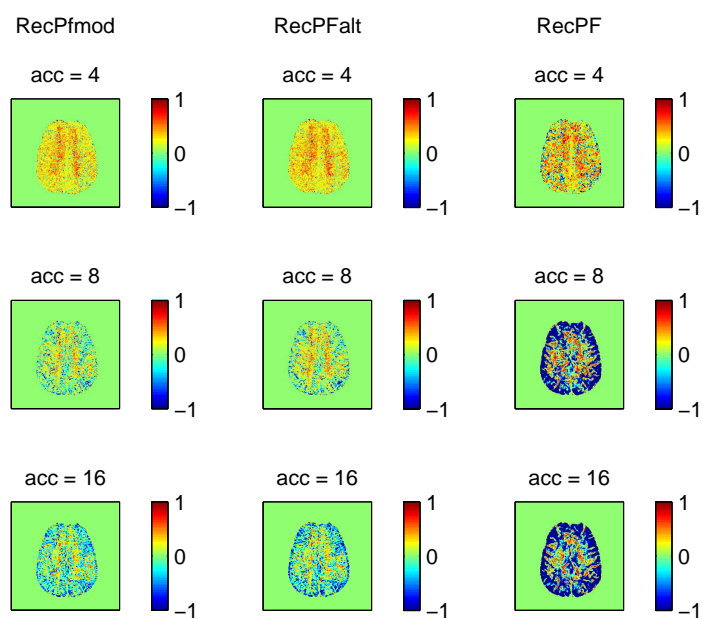 RecPfmod RecPFalt RecPF
acc = 4 acc = 4 acc = 4
1 1 1
0 0 0
−1 −1 −1
acc = 8 acc = 8 acc = 8
1 1 1
0 0 0
−1 −1 −1
acc = 16 acc = 16 acc = 16
1 1 1
0 0 0
−1 −1 −1